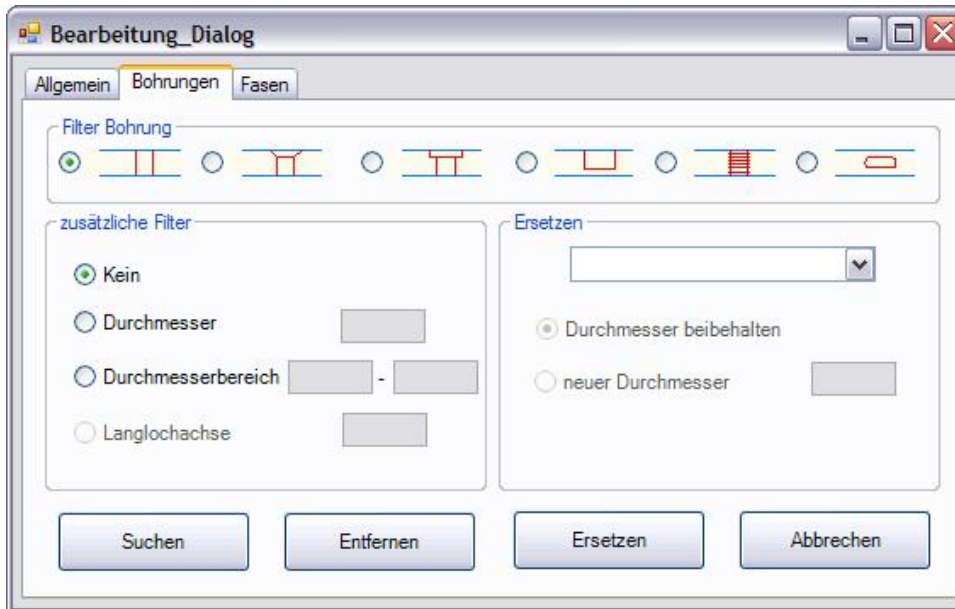 Bearbeitung_Dialog
Allgemein Bohrungen Fasen
Filter Bohrung
zusätzliche Filter
Kein
Durchmesser
Durchmesserbereich -
Langlochachse
Ersetzen
Durchmesser beibehalten
neuer Durchmesser
Suchen Entfernen Ersetzen Abbrechen